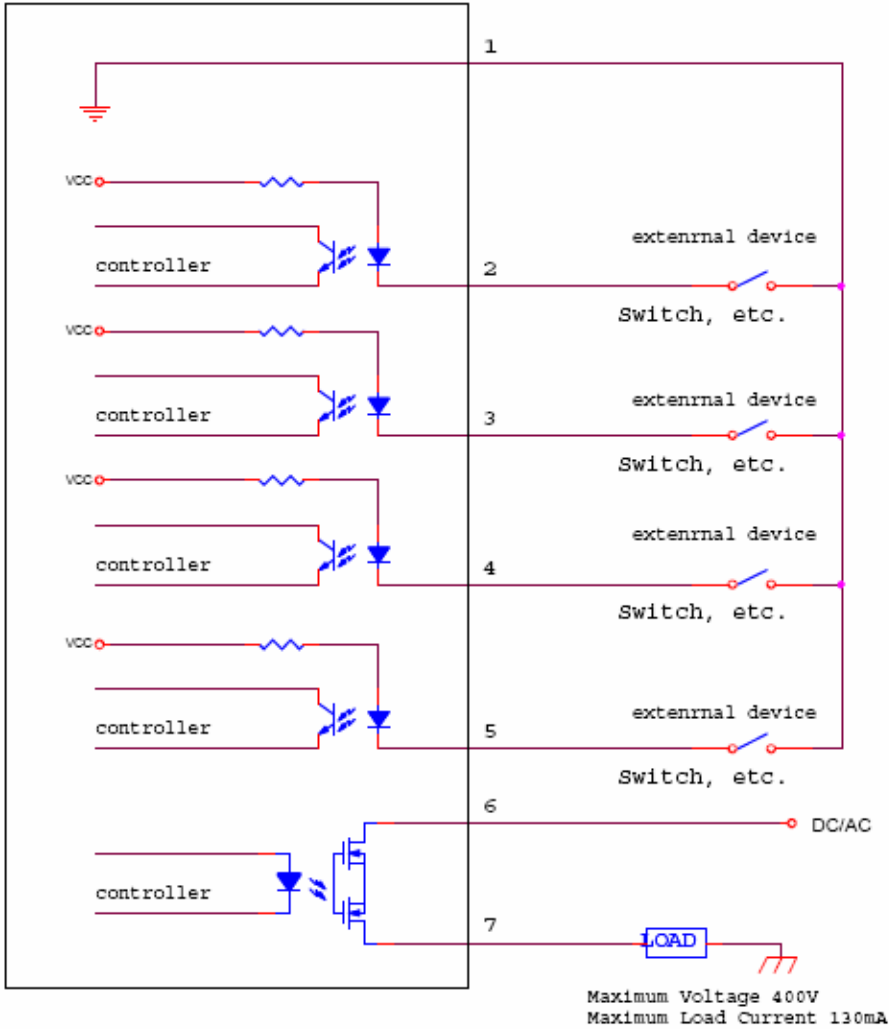 1
VCC
extenrnal device
controller
2
Switch, etc.
VCC
extenrnal device
controller
3
Switch, etc.
VCC
extenrnal device
controller
4
Switch, etc.
VCC
extenrnal device
controller
5
Switch, etc.
6
DC/AC
controller
7
LOAD
Maximum Voltage 400V
Maximum Load Current 130mA